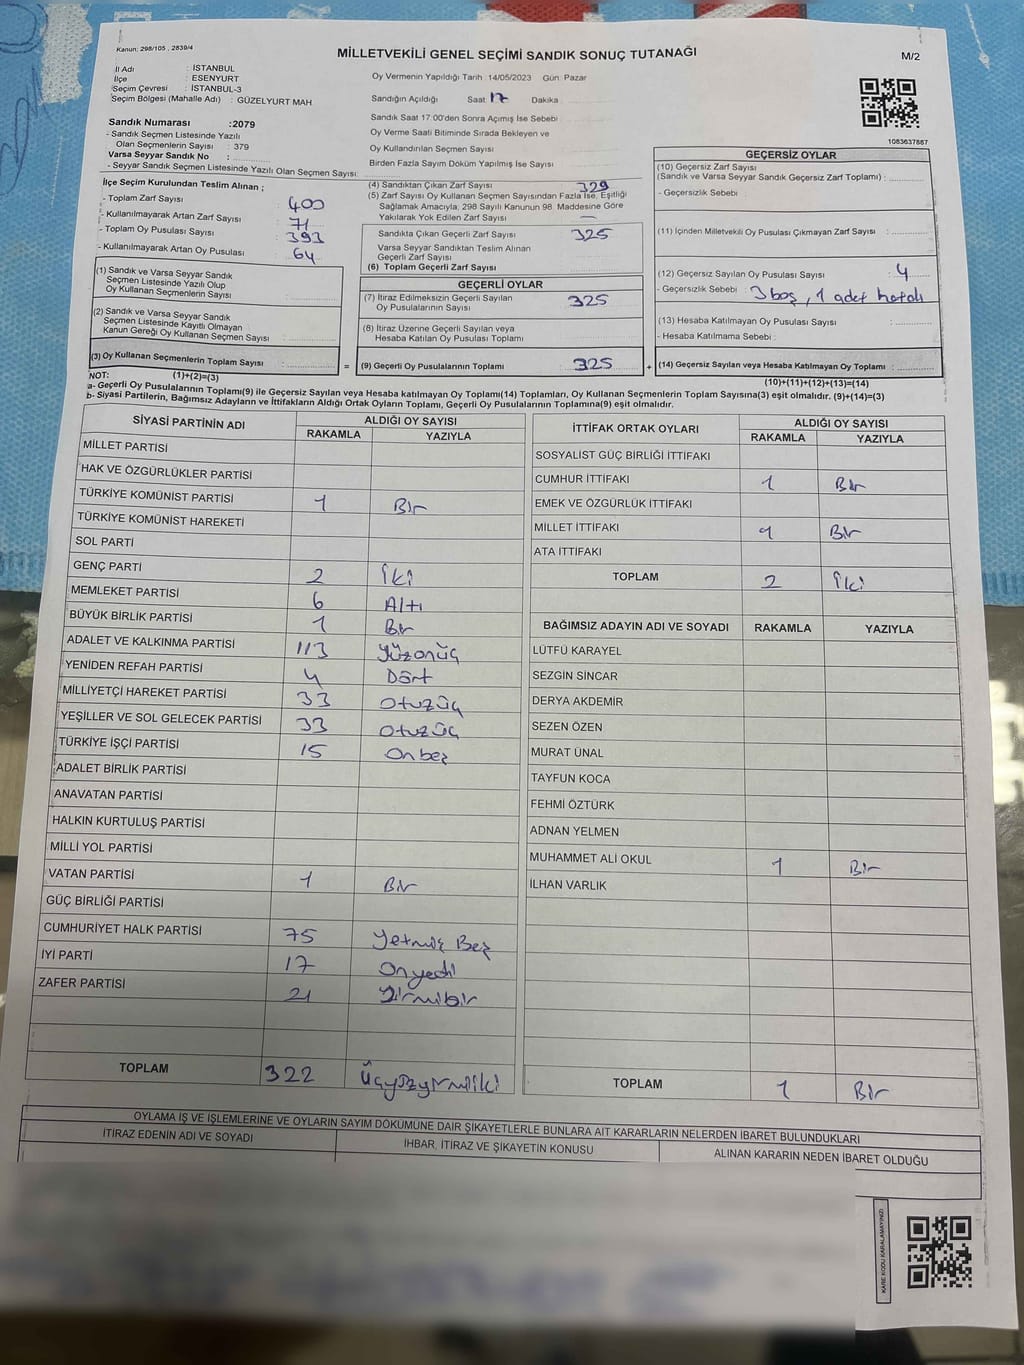 Kanun: 298/105 , 2839/4
MİLLETVEKİLİ GENEL SEÇİMİ SANDIK SONUÇ TUTANAĞI
M/2
İl Adı : İSTANBUL
İlçe : ESENYURT
Seçim Çevresi : İSTANBUL-3
Seçim Bölgesi (Mahalle Adı) : GÜZELYURT MAH
Oy Vermenin Yapıldığı Tarih :14/05/2023 Gün: Pazar
Sandığın Açıldığı Saat 17 Dakika
Sandık Saat 17:00'den Sonra Açımış İse Sebebi
Oy Verme Saati Bitiminde Sırada Bekleyen ve
Oy Kullandırılan Seçmen Sayısı
Birden Fazla Sayım Döküm Yapılmış İse Sayısı
1083637887
Sandık Numarası :2079
- Sandık Seçmen Listesinde Yazılı
Olan Seçmenlerin Sayısı : 379
Varsa Seyyar Sandık No :
- Seyyar Sandık Seçmen Listesinde Yazılı Olan Seçmen Sayısı:
İlçe Seçim Kurulundan Teslim Alınan ;
- Toplam Zarf Sayısı : 400
- Kullanılmayarak Artan Zarf Sayısı : 71
- Toplam Oy Pusulası Sayısı : 393
- Kullanılmayarak Artan Oy Pusulası : 64
(1) Sandık ve Varsa Seyyar Sandık
Seçmen Listesinde Yazılı Olup
Oy Kullanan Seçmenlerin Sayısı :
(2) Sandık ve Varsa Seyyar Sandık
Seçmen Listesinde Kayıtlı Olmayan
Kanun Gereği Oy Kullanan Seçmen Sayısı :
(3) Oy Kullanan Seçmenlerin Toplam Sayısı :
(4) Sandıktan Çıkan Zarf Sayısı 329
(5) Zarf Sayısı Oy Kullanan Seçmen Sayısından Fazla İse, Eşitliği
Sağlamak Amacıyla; 298 Sayılı Kanunun 98. Maddesine Göre
Yakılarak Yok Edilen Zarf Sayısı —
Sandıkta Çıkan Geçerli Zarf Sayısı 325
Varsa Seyyar Sandıktan Teslim Alınan
Geçerli Zarf Sayısı
(6) Toplam Geçerli Zarf Sayısı
GEÇERLİ OYLAR
(7) İtiraz Edilmeksizin Geçerli Sayılan
Oy Pusulalarının Sayısı 325
(8) İtiraz Üzerine Geçerli Sayılan veya
Hesaba Katılan Oy Pusulası Toplamı
= (9) Geçerli Oy Pusulalarının Toplamı 325 +
GEÇERSİZ OYLAR
(10) Geçersiz Zarf Sayısı
(Sandık ve Varsa Seyyar Sandık Geçersiz Zarf Toplamı) :
- Geçersizlik Sebebi :
(11) İçinden Milletvekili Oy Pusulası Çıkmayan Zarf Sayısı :
(12) Geçersiz Sayılan Oy Pusulası Sayısı : 4
- Geçersizlik Sebebi : 3 boş, 1 adet hatalı
(13) Hesaba Katılmayan Oy Pusulası Sayısı :
- Hesaba Katılmama Sebebi :
(14) Geçersiz Sayılan veya Hesaba Katılmayan Oy Toplamı :
NOT: (1)+(2)=(3)
(10)+(11)+(12)+(13)=(14)
a- Geçerli Oy Pusulalarının Toplamı(9) ile Geçersiz Sayılan veya Hesaba katılmayan Oy Toplamı(14) Toplamları, Oy Kullanan Seçmenlerin Toplam Sayısına(3) eşit olmalıdır. (9)+(14)=(3)
b- Siyasi Partilerin, Bağımsız Adayların ve İttifakların Aldığı Ortak Oyların Toplamı, Geçerli Oy Pusulalarının Toplamına(9) eşit olmalıdır.
SİYASİ PARTİNİN ADI ALDIĞI OY SAYISI
RAKAMLA YAZIYLA
MİLLET PARTİSİ
HAK VE ÖZGÜRLÜKLER PARTİSİ
TÜRKİYE KOMÜNİST PARTİSİ 1 Bir
TÜRKİYE KOMÜNİST HAREKETİ
SOL PARTİ
GENÇ PARTİ 2 İki
MEMLEKET PARTİSİ 6 Altı
BÜYÜK BİRLİK PARTİSİ 1 Bir
ADALET VE KALKINMA PARTİSİ 113 Yüzonüç
YENİDEN REFAH PARTİSİ 4 Dört
MİLLİYETÇİ HAREKET PARTİSİ 33 Otuzüç
YEŞİLLER VE SOL GELECEK PARTİSİ 33 Otuzüç
TÜRKİYE İŞÇİ PARTİSİ 15 Onbeş
ADALET BİRLİK PARTİSİ
ANAVATAN PARTİSİ
HALKIN KURTULUŞ PARTİSİ
MİLLİ YOL PARTİSİ
VATAN PARTİSİ 1 Bir
GÜÇ BİRLİĞİ PARTİSİ
CUMHURİYET HALK PARTİSİ 75 Yetmiş Beş
İYİ PARTİ 17 Onyedi
ZAFER PARTİSİ 21 Yirmibir
TOPLAM 322 Üçyüzyirmiiki
İTTİFAK ORTAK OYLARI ALDIĞI OY SAYISI
RAKAMLA YAZIYLA
SOSYALİST GÜÇ BİRLİĞİ İTTİFAKI
CUMHUR İTTİFAKI 1 Bir
EMEK VE ÖZGÜRLÜK İTTİFAKI
MİLLET İTTİFAKI 1 Bir
ATA İTTİFAKI
TOPLAM 2 İki
BAĞIMSIZ ADAYIN ADI VE SOYADI RAKAMLA YAZIYLA
LÜTFÜ KARAYEL
SEZGİN SİNCAR
DERYA AKDEMİR
SEZEN ÖZEN
MURAT ÜNAL
TAYFUN KOCA
FEHMİ ÖZTÜRK
ADNAN YELMEN
MUHAMMET ALİ OKUL 1 Bir
İLHAN VARLIK
TOPLAM 1 Bir
OYLAMA İŞ VE İŞLEMLERİNE VE OYLARIN SAYIM DÖKÜMÜNE DAİR ŞİKAYETLERLE BUNLARA AİT KARARLARIN NELERDEN İBARET BULUNDUKLARI
İTİRAZ EDENİN ADI VE SOYADI İHBAR, İTİRAZ VE ŞİKAYETİN KONUSU ALINAN KARARIN NEDEN İBARET OLDUĞU
KARE KODU KARALAMAYINIZ!